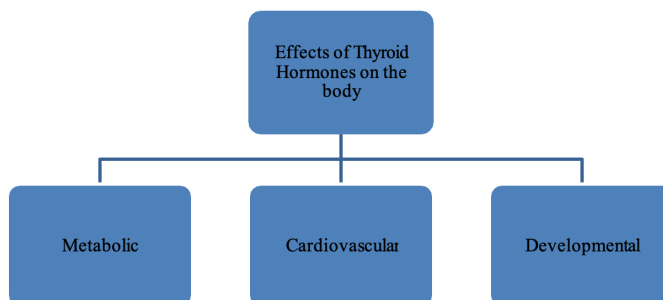 Effects of Thyroid
Hormones on the
body
Metabolic
Cardiovascular
Developmental